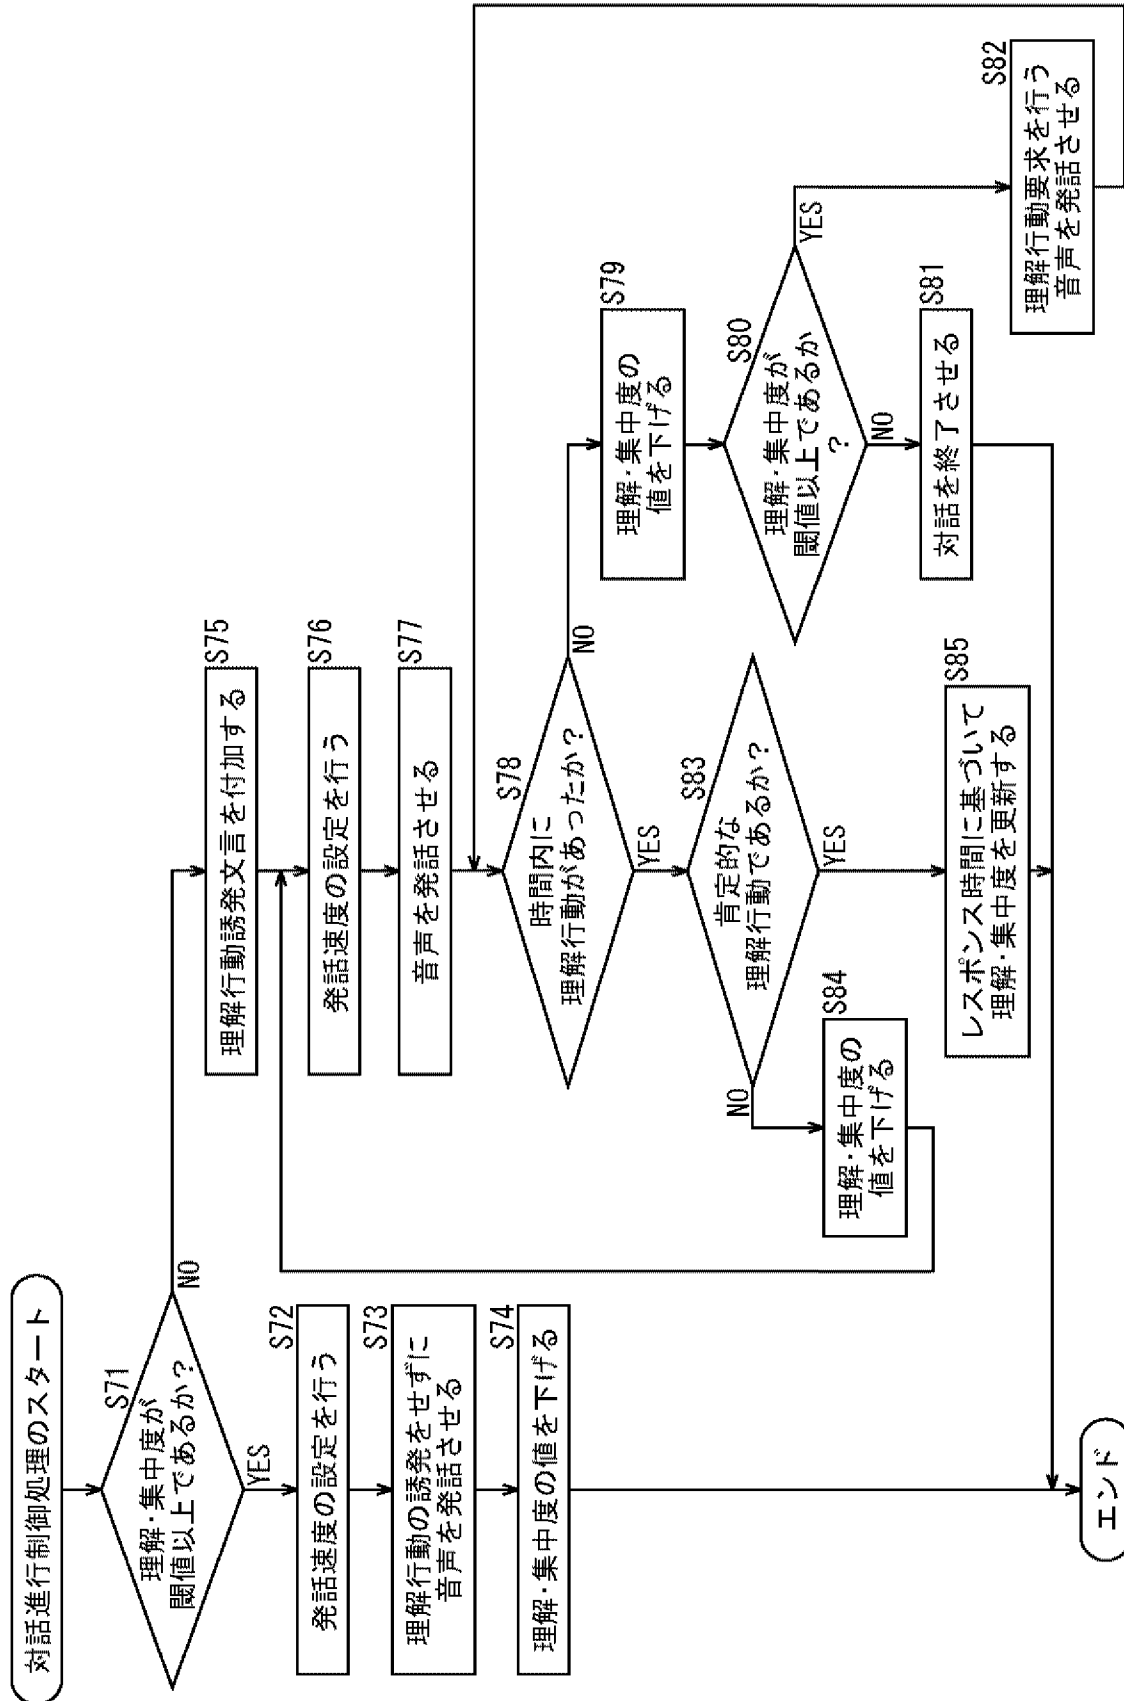 対話進行制御処理のスタート
S71
理解・集中度が
閾値以上であるか?
NO
YES
S72
発話速度の設定を行う
S73
理解行動の誘発をせずに
音声を発話させる
S74
理解・集中度の値を下げる
S75
理解行動誘発文言を付加する
S76
発話速度の設定を行う
S77
音声を発話させる
S78
時間内に
理解行動があったか?
NO
YES
S79
理解・集中度の
値を下げる
S80
理解・集中度が
閾値以上であるか
?
YES
NO
S81
対話を終了させる
S82
理解行動要求を行う
音声を発話させる
S83
肯定的な
理解行動であるか?
NO
YES
S84
理解・集中度の
値を下げる
S85
レスポンス時間に基づいて
理解・集中度を更新する
エンド